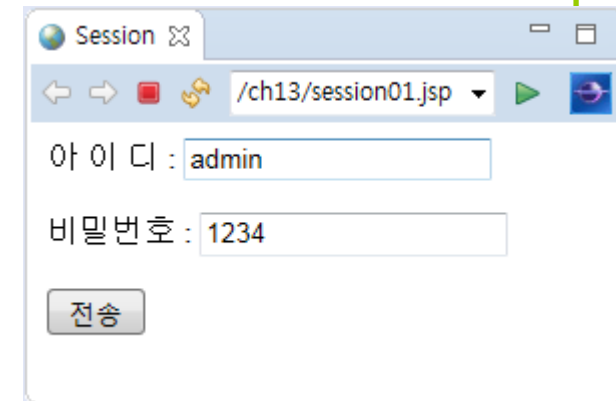 Session
/ch13/session01.jsp
아 이 디 : admin
비밀번호 : 1234
전송